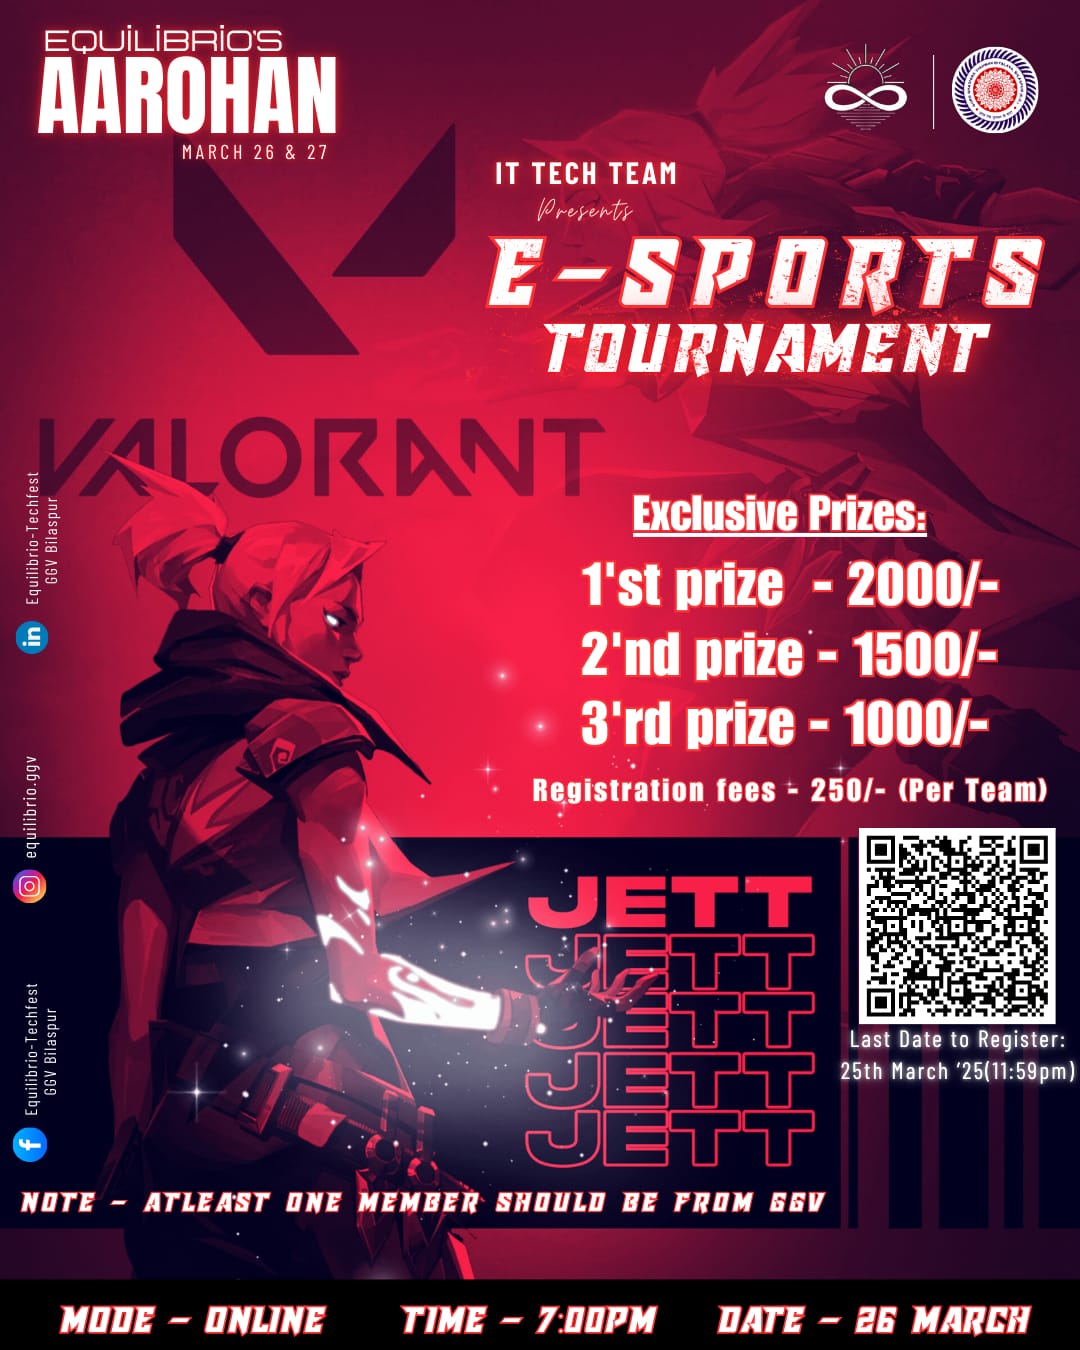 EQUiLiBRiO'S
AAROHAN
MARCH 26 & 27
IT TECH TEAM
Presents
E-SPORTS
TOURNAMENT
VALORANT
Exclusive Prizes:
1'st prize - 2000/-
2'nd prize - 1500/-
3'rd prize - 1000/-
Registration fees - 250/- (Per Team)
Equilibrio-Techfest
GGV Bilaspur
in
equilibrio.ggv
Equilibrio-Techfest
GGV Bilaspur
f
JETT
JETT
JETT
JETT
JETT
Last Date to Register:
25th March '25(11:59pm)
NOTE - ATLEAST ONE MEMBER SHOULD BE FROM GGV
MODE - ONLINE
TIME - 7:00PM
DATE - 26 MARCH